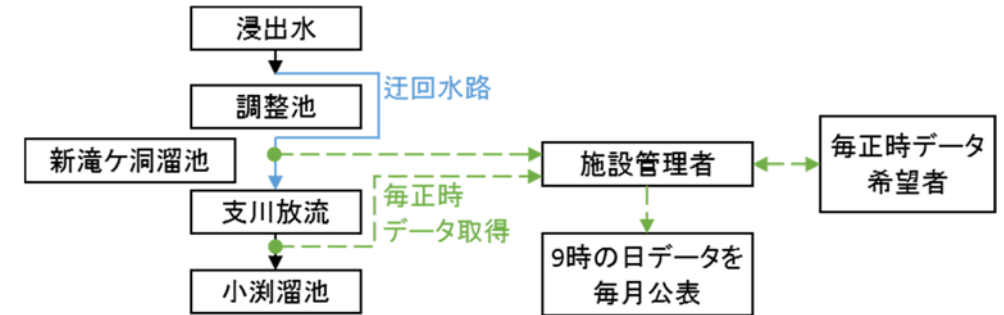 浸出水
迂回水路
調整池
新滝ケ洞溜池
支川放流
小渕溜池
毎正時
データ取得
施設管理者
9時の日データを
毎月公表
毎正時データ
希望者